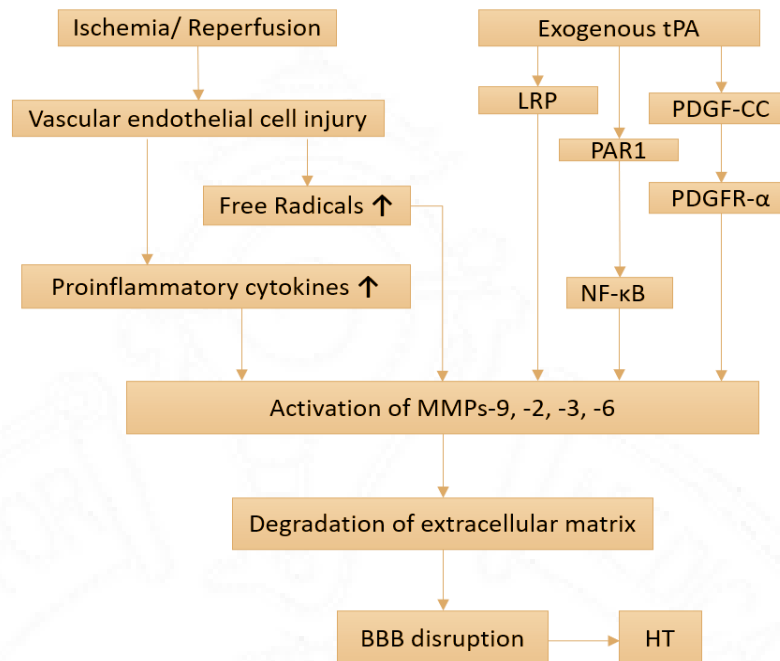 Ischemia/ Reperfusion
Exogenous tPA
LRP
PDGF-CC
Vascular endothelial cell injury
PAR1
Free Radicals ↑
PDGFR-α
Proinflammatory cytokines ↑
NF-κB
Activation of MMPs-9, -2, -3, -6
Degradation of extracellular matrix
BBB disruption
HT